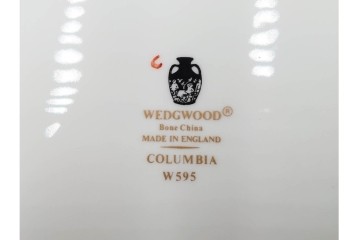 WEDGWOOD®
Bone China
MADE IN ENGLAND
COLUMBIA
W595